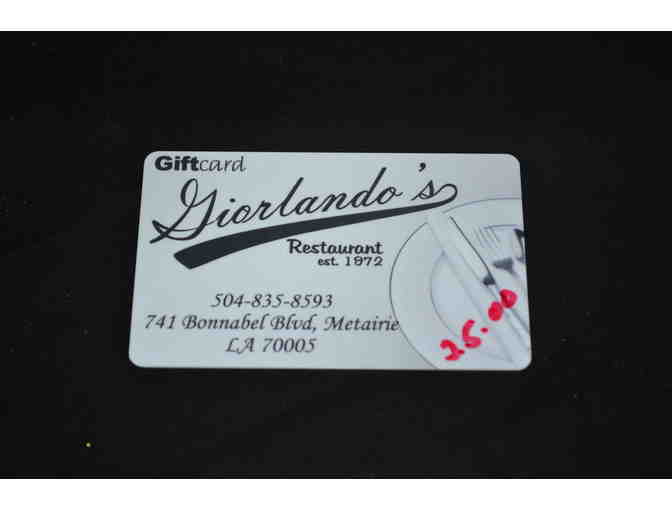 Giftcard
Giorlando's
Restaurant
est. 1972
504-835-8593
741 Bonnabel Blvd, Metairie
LA 70005
25.00